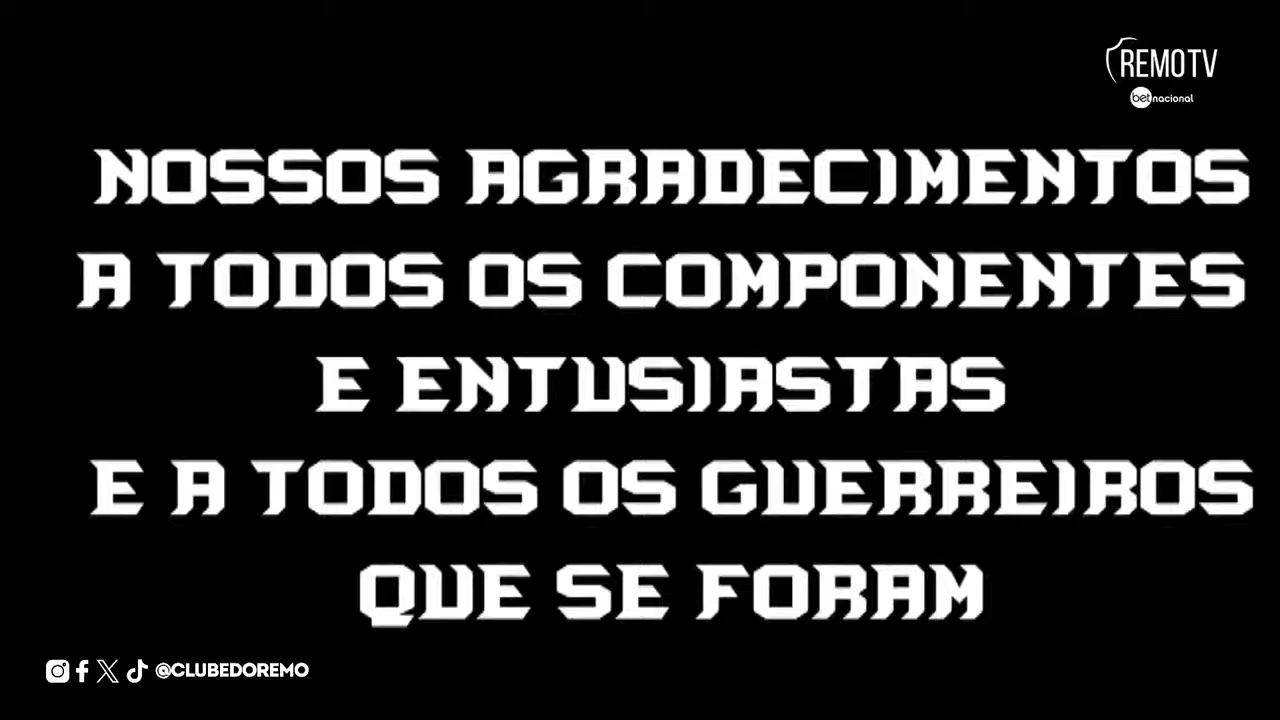 REMOTV
betnacional
NOSSOS AGRADECIMENTOS
A TODOS OS COMPONENTES
E ENTUSIASTAS
E A TODOS OS GUERREIROS
QUE SE FORAM
@CLUBEDOREMO